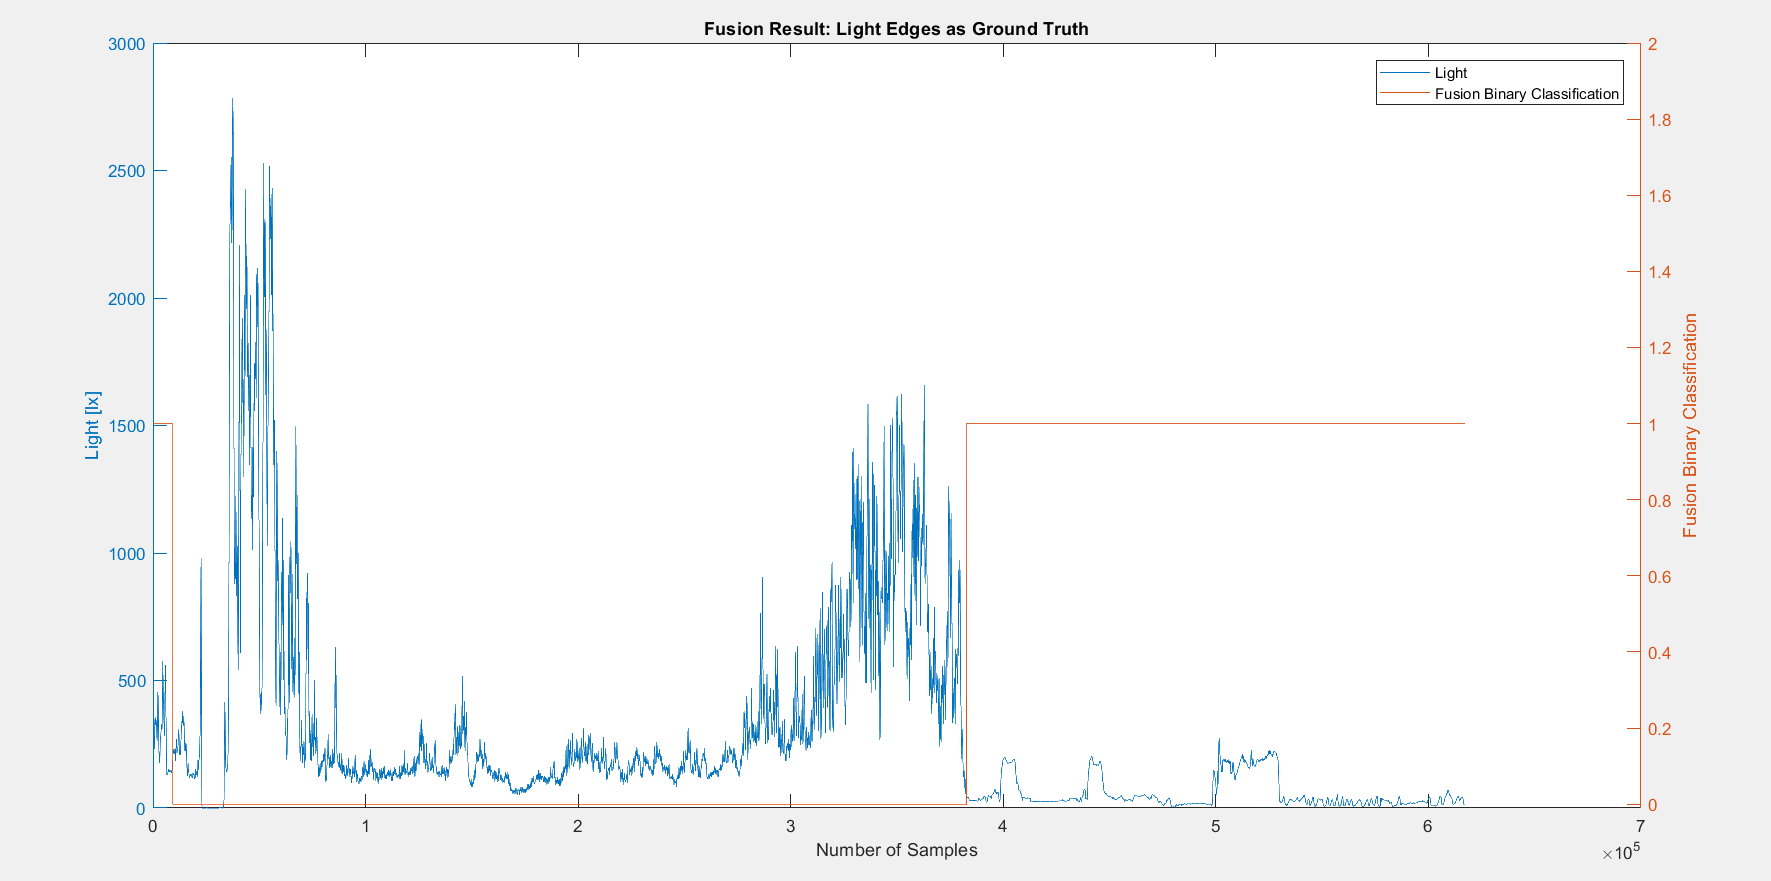 Fusion Result: Light Edges as Ground Truth
3000
2500
2000
1500
1000
500
0
Light [lx]
2
1.8
1.6
1.4
1.2
1
0.8
0.6
0.4
0.2
0
Fusion Binary Classification
Light
Fusion Binary Classification
0 1 2 3 4 5 6 7
Number of Samples
×10⁵